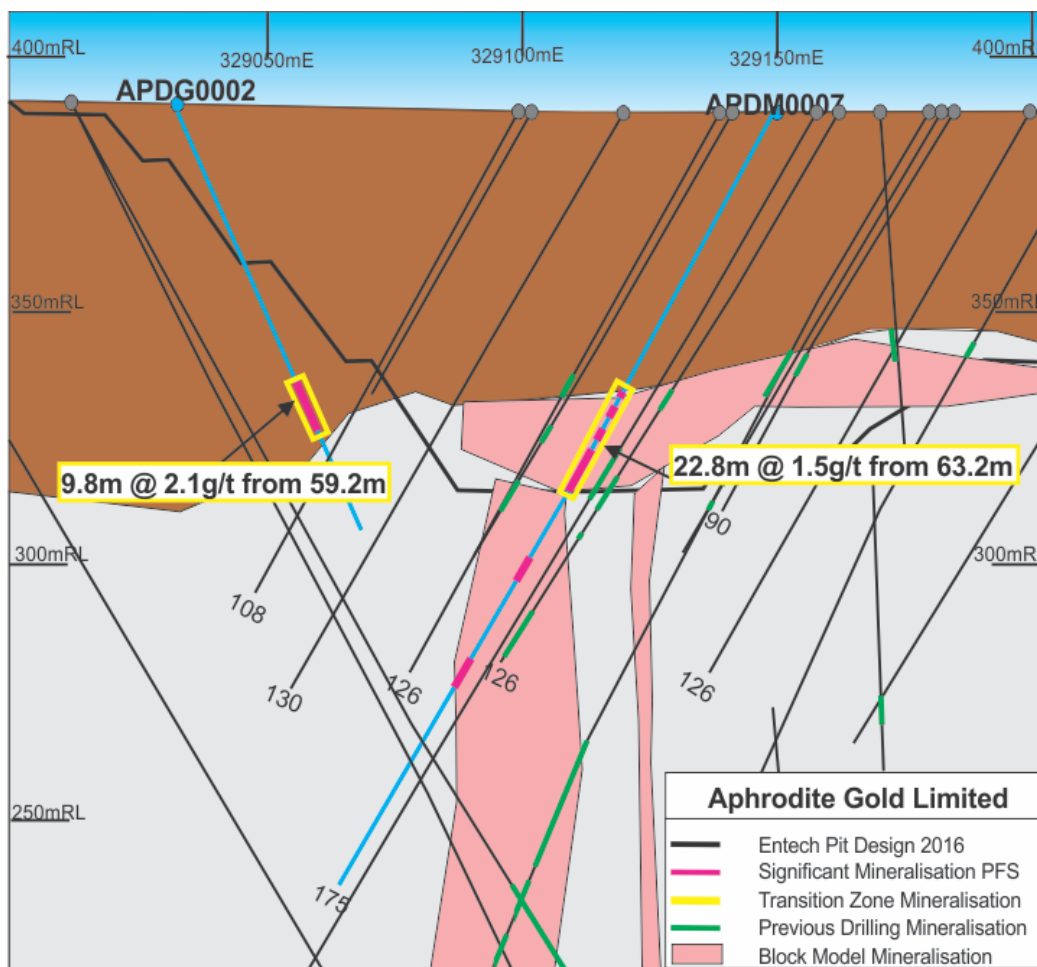 400mRL
329050mE
329100mE
329150mE
400mRL
APDG0002
APDM0007
350mRL
350mRL
9.8m @ 2.1g/t from 59.2m
22.8m @ 1.5g/t from 63.2m
90
300mRL
300mRL
108
130
126
126
126
250mRL
175
Aphrodite Gold Limited
Entech Pit Design 2016
Significant Mineralisation PFS
Transition Zone Mineralisation
Previous Drilling Mineralisation
Block Model Mineralisation